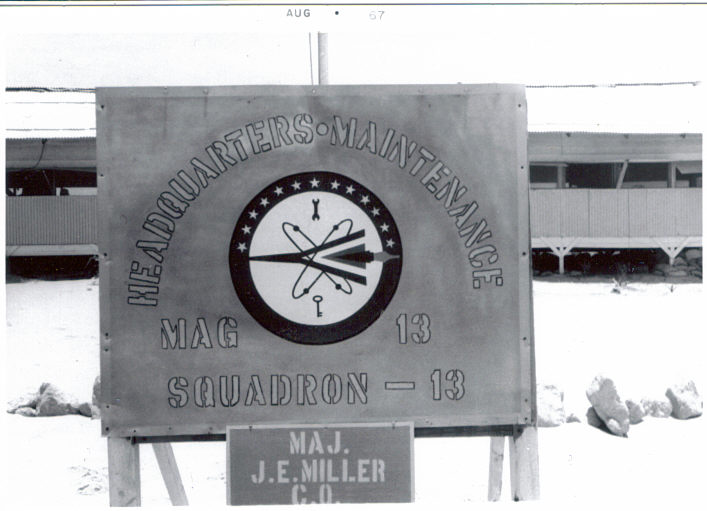 AUG • 67
HEADQUARTERS • MAINTENANCE
MAG 13
SQUADRON — 13
MAJ.
J.E. MILLER
C.O.